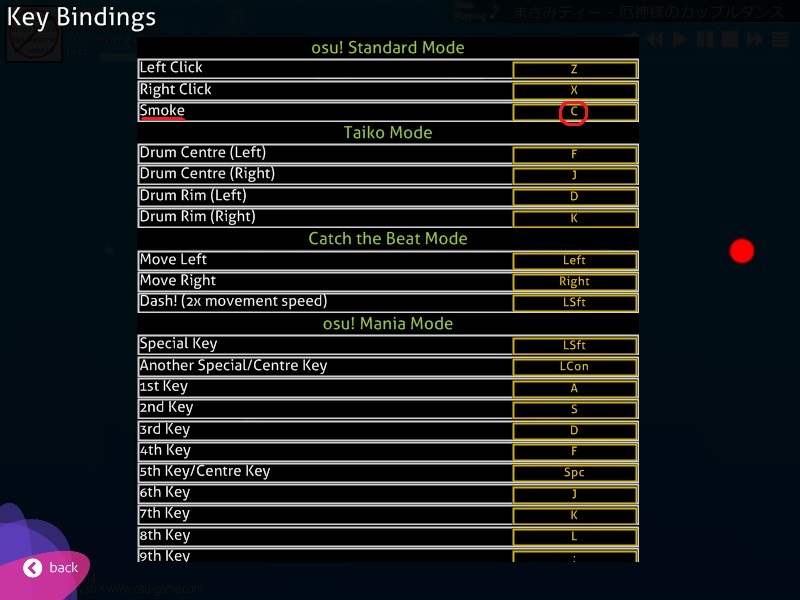 Key Bindings
Now Playing
まさみティー - 厄神様のカップルダンス
osu! Standard Mode
Left Click Z
Right Click X
Smoke C
Taiko Mode
Drum Centre (Left) F
Drum Centre (Right) J
Drum Rim (Left) D
Drum Rim (Right) K
Catch the Beat Mode
Move Left Left
Move Right Right
Dash! (2x movement speed) LSft
osu! Mania Mode
Special Key LSft
Another Special/Centre Key LCon
1st Key A
2nd Key S
3rd Key D
4th Key F
5th Key/Centre Key Spc
6th Key J
7th Key K
8th Key L
9th Key ;
back
www.osu-game.com